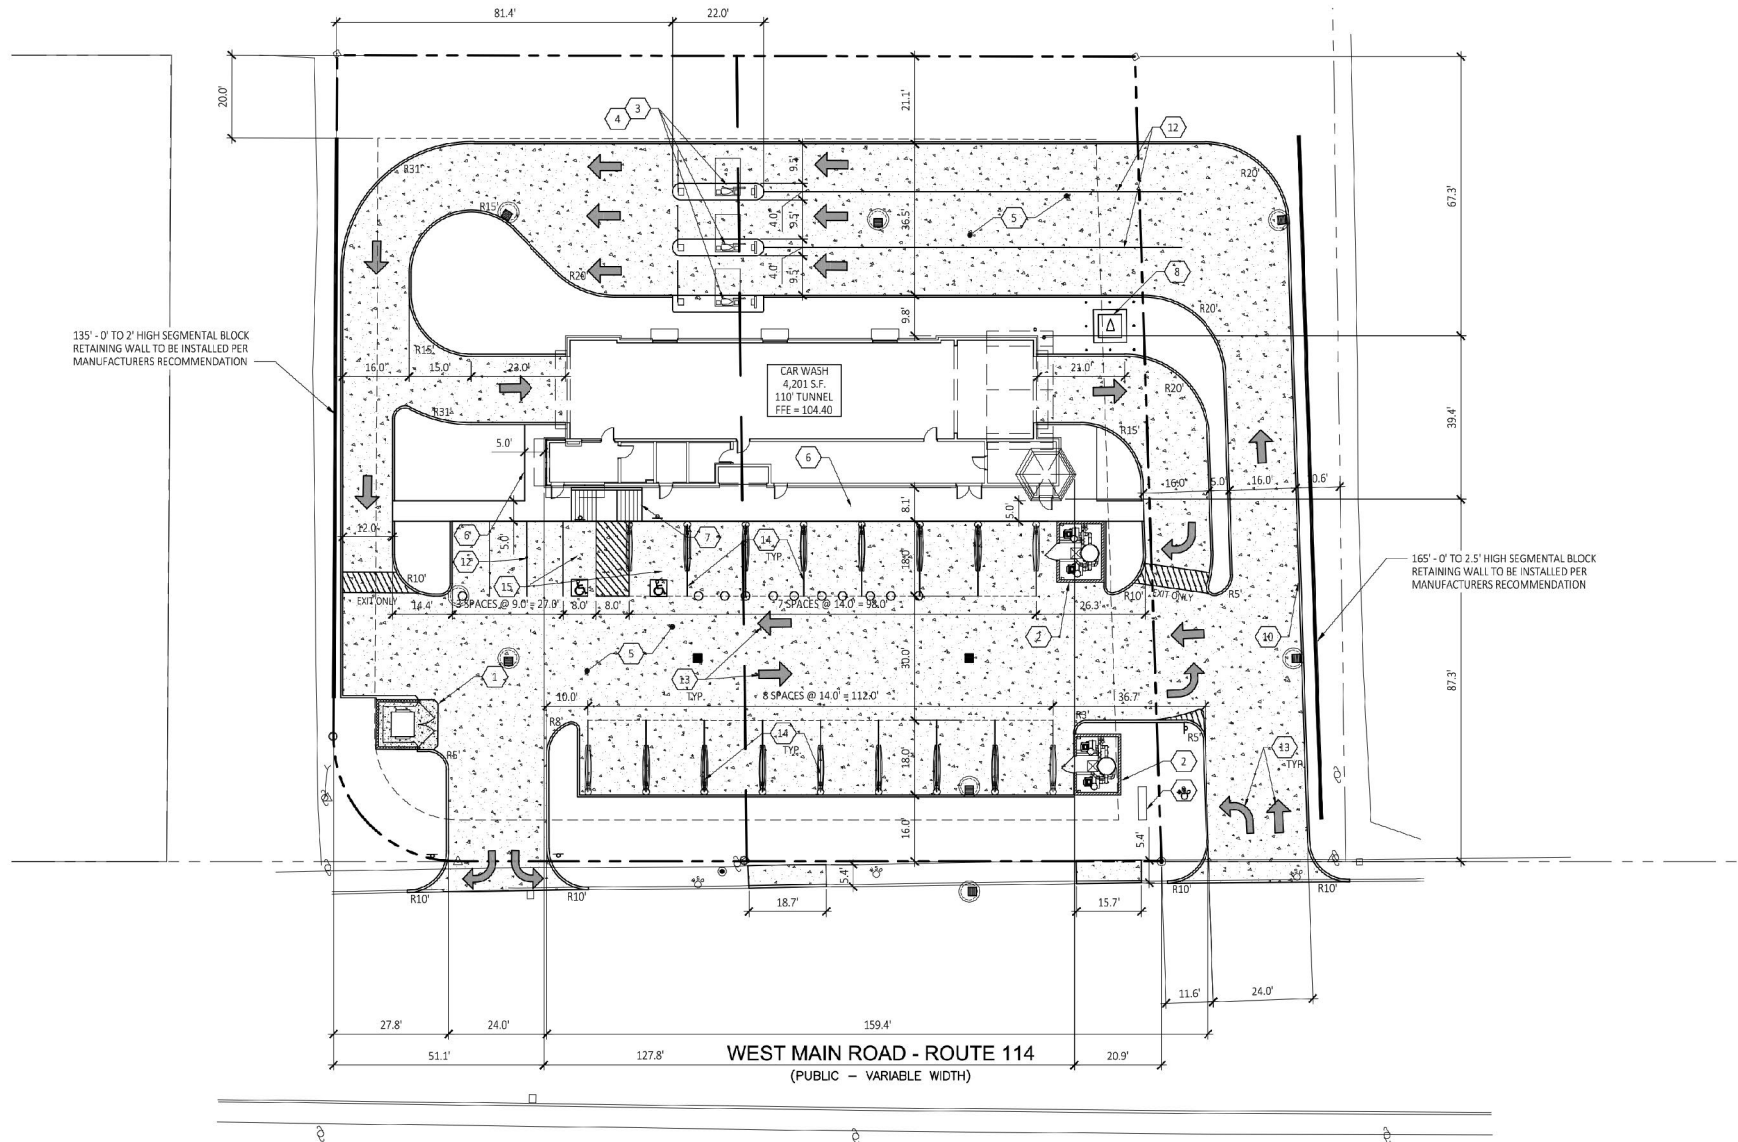 81.4'
22.0'
20.0'
21.1'
3
4
12
R31'
9.5'
R20'
R15'
4.0'
9.5'
36.5'
5
67.3'
4.0'
9.5'
R20'
8
R20'
9.8'
135' - 0' TO 2' HIGH SEGMENTAL BLOCK
RETAINING WALL TO BE INSTALLED PER
MANUFACTURERS RECOMMENDATION
R15'
16.0'
15.0'
23.0'
CAR WASH
4,201 S.F.
110' TUNNEL
FFE = 104.40
21.0'
R20'
R31'
R15'
39.4'
5.0'
6
16.0'
5.0'
16.0'
8.1'
5.0'
12.0'
6
5.0'
7
14
TYP.
18.0'
12
15
165' - 0' TO 2.5' HIGH SEGMENTAL BLOCK
RETAINING WALL TO BE INSTALLED PER
MANUFACTURERS RECOMMENDATION
R10'
EXIT ONLY
14.4'
3 SPACES @ 9.0' = 27.0'
8.0'
8.0'
7 SPACES @ 14.0' = 98.0'
26.3'
R10'
EXIT ONLY
R5'
2
10
5
30.0'
1
13
TYP.
10.0'
8 SPACES @ 14.0' = 112.0'
36.7'
87.3'
R8'
R5'
14
TYP.
18.0'
2
13
TYP.
16.0'
5.4'
5.4'
R10'
R10'
R10'
R10'
18.7'
15.7'
11.6'
24.0'
27.8'
24.0'
159.4'
51.1'
127.8'
WEST MAIN ROAD - ROUTE 114
20.9'
(PUBLIC - VARIABLE WIDTH)